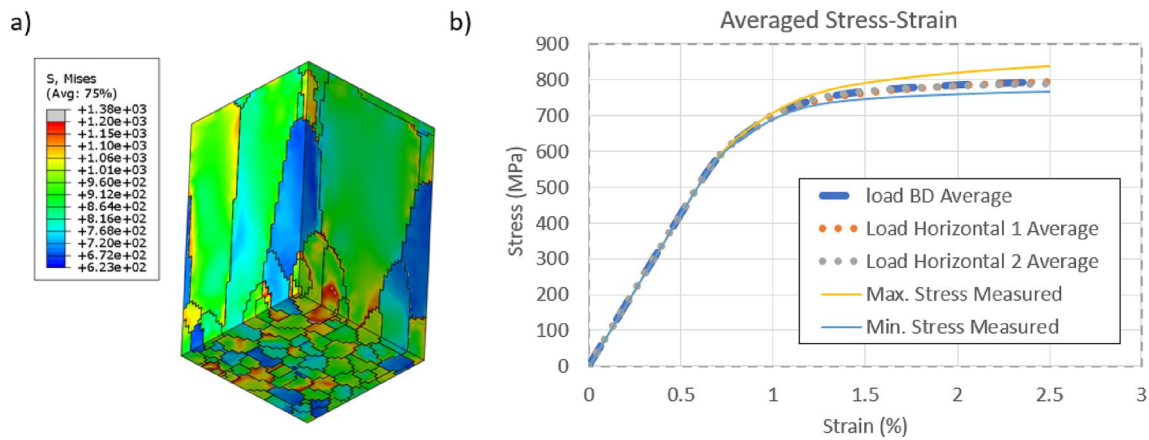 a)
S, Mises
(Avg: 75%)
+1.38e+03
+1.20e+03
+1.15e+03
+1.10e+03
+1.06e+03
+1.01e+03
+9.60e+02
+9.12e+02
+8.64e+02
+8.16e+02
+7.68e+02
+7.20e+02
+6.72e+02
+6.23e+02
b)
Averaged Stress-Strain
Stress (MPa)
900
800
700
600
500
400
300
200
100
0
load BD Average
Load Horizontal 1 Average
Load Horizontal 2 Average
Max. Stress Measured
Min. Stress Measured
0 0.5 1 1.5 2 2.5 3
Strain (%)